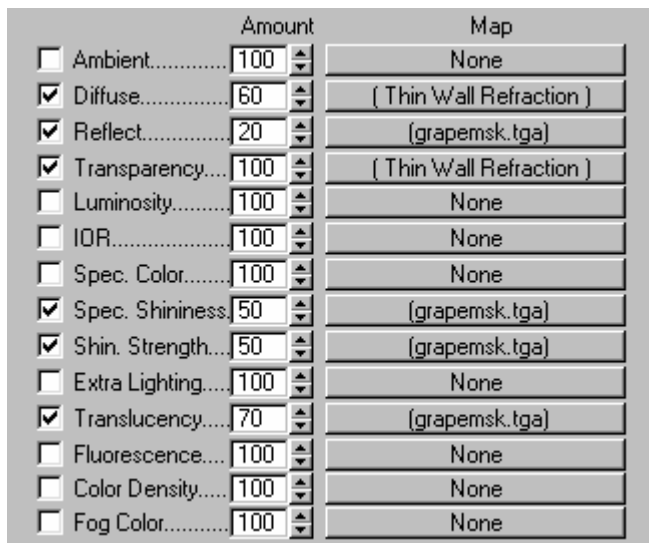 Amount Map
Ambient............. 100 None
Diffuse............... 60 ( Thin Wall Refraction )
Reflect............... 20 (grapemsk.tga)
Transparency.... 100 ( Thin Wall Refraction )
Luminosity.......... 100 None
IOR.................... 100 None
Spec. Color........ 100 None
Spec. Shininess. 50 (grapemsk.tga)
Shin. Strength.... 50 (grapemsk.tga)
Extra Lighting..... 100 None
Translucency..... 70 (grapemsk.tga)
Fluorescence.... 100 None
Color Density..... 100 None
Fog Color........... 100 None